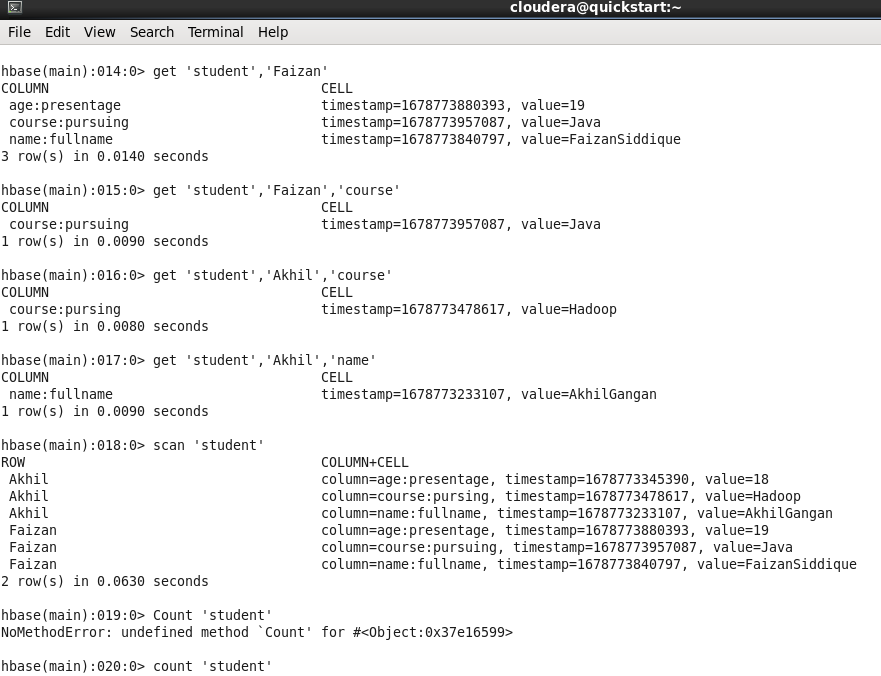 cloudera@quickstart:~
File Edit View Search Terminal Help
hbase(main):014:0> get 'student','Faizan'
COLUMN CELL
age:presentage timestamp=1678773880393, value=19
course:pursuing timestamp=1678773957087, value=Java
name:fullname timestamp=1678773840797, value=FaizanSiddique
3 row(s) in 0.0140 seconds
hbase(main):015:0> get 'student','Faizan','course'
COLUMN CELL
course:pursuing timestamp=1678773957087, value=Java
1 row(s) in 0.0090 seconds
hbase(main):016:0> get 'student','Akhil','course'
COLUMN CELL
course:pursing timestamp=1678773478617, value=Hadoop
1 row(s) in 0.0080 seconds
hbase(main):017:0> get 'student','Akhil','name'
COLUMN CELL
name:fullname timestamp=1678773233107, value=AkhilGangan
1 row(s) in 0.0090 seconds
hbase(main):018:0> scan 'student'
ROW COLUMN+CELL
Akhil column=age:presentage, timestamp=1678773345390, value=18
Akhil column=course:pursing, timestamp=1678773478617, value=Hadoop
Akhil column=name:fullname, timestamp=1678773233107, value=AkhilGangan
Faizan column=age:presentage, timestamp=1678773880393, value=19
Faizan column=course:pursuing, timestamp=1678773957087, value=Java
Faizan column=name:fullname, timestamp=1678773840797, value=FaizanSiddique
2 row(s) in 0.0630 seconds
hbase(main):019:0> Count 'student'
NoMethodError: undefined method `Count' for #<Object:0x37e16599>
hbase(main):020:0> count 'student'